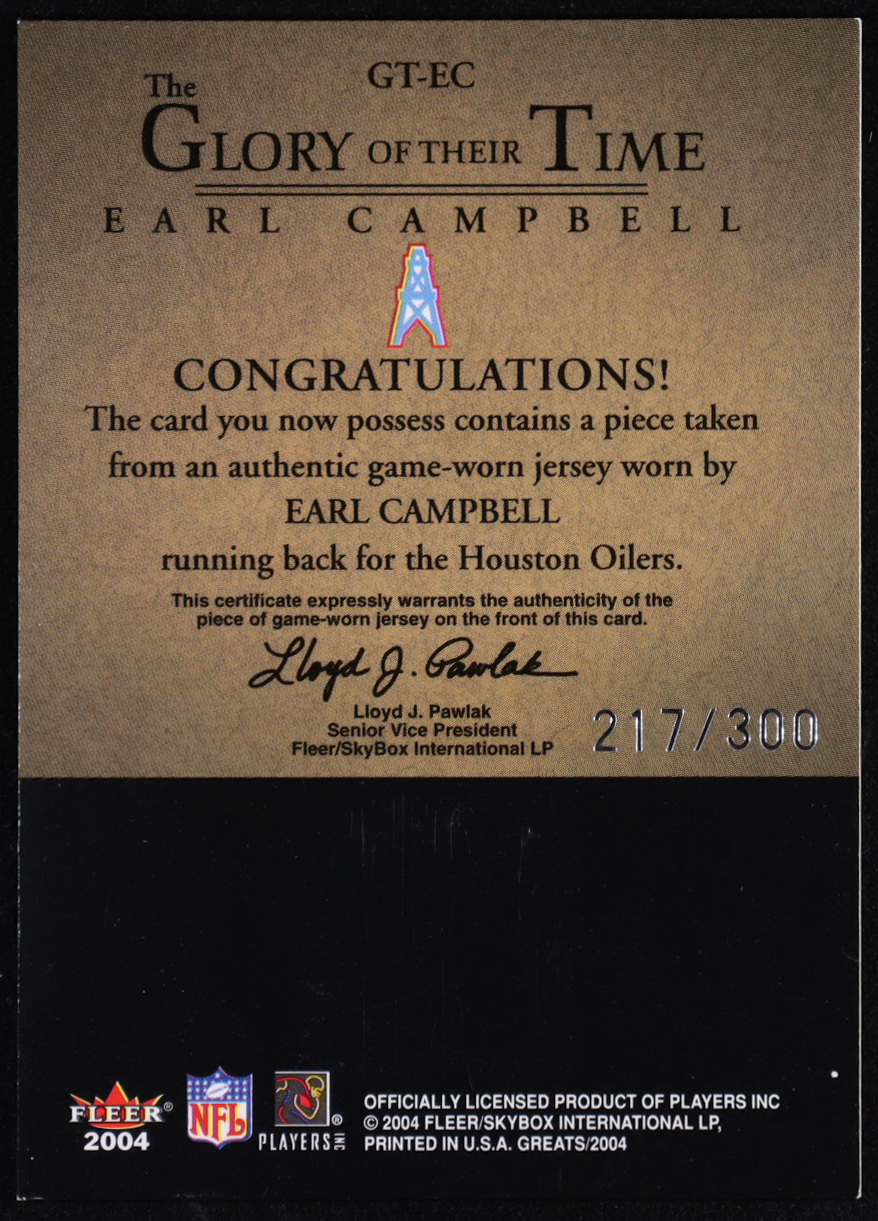 GT-EC
The
GLORY OF THEIR TIME
EARL CAMPBELL
CONGRATULATIONS!
The card you now possess contains a piece taken
from an authentic game-worn jersey worn by
EARL CAMPBELL
running back for the Houston Oilers.
This certificate expressly warrants the authenticity of the
piece of game-worn jersey on the front of this card.
Lloyd J. Pawlak
Lloyd J. Pawlak
Senior Vice President
Fleer/SkyBox International LP
217/300
FLEER®
2004
NFL
PLAYERS INC ®
OFFICIALLY LICENSED PRODUCT OF PLAYERS INC
© 2004 FLEER/SKYBOX INTERNATIONAL LP,
PRINTED IN U.S.A. GREATS/2004